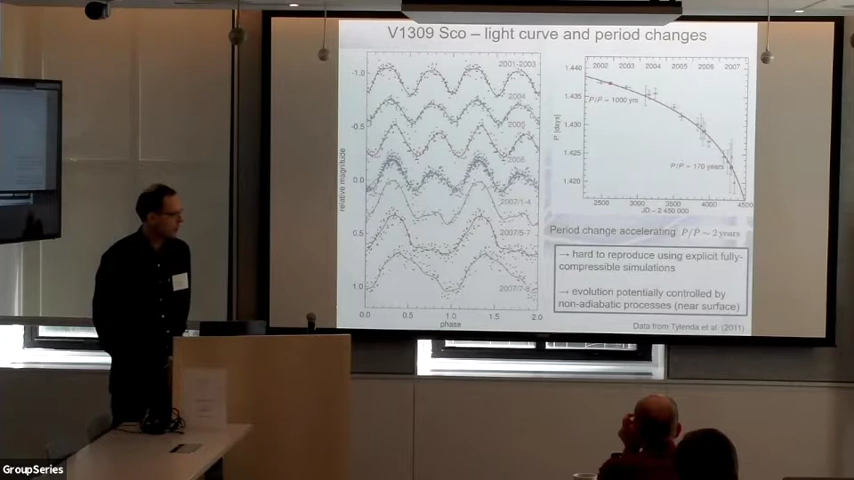 V1309 Sco – light curve and period changes
2001-2003
2004
2005
2006
2007/1-4
2007/5-7
2007/7-8
-1.0
-0.5
0.0
0.5
1.0
relative magnitude
0.0
0.5
1.0
1.5
2.0
phase
2002 2003 2004 2005 2006 2007
1.440
1.435
1.430
1.425
1.420
P [days]
P/Ṗ~ 1000 yrs
P/Ṗ~ 170 years
2500 3000 3500 4000 4500
JD – 2 450 000
Period change accelerating P/Ṗ ~ 2 years
→ hard to reproduce using explicit fully-
compressible simulations
→ evolution potentially controlled by
non-adiabatic processes (near surface)
Data from Tylenda et al. (2011)
GroupSeries